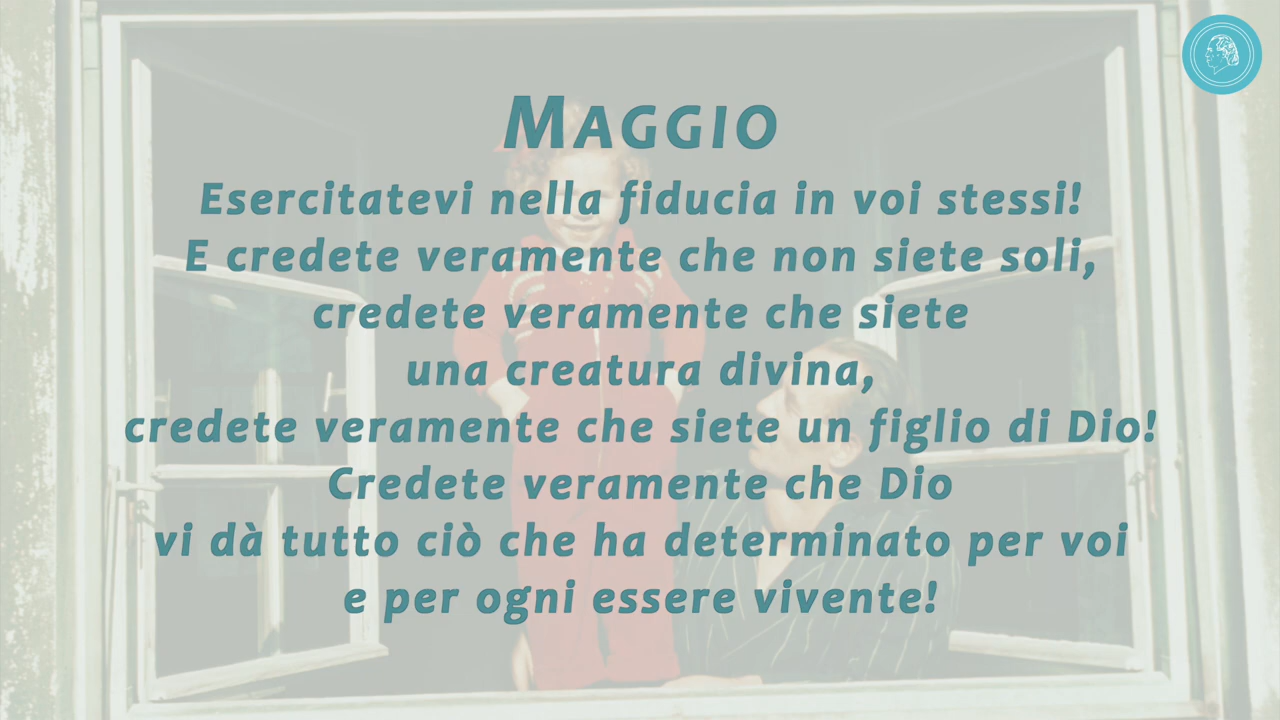 MAGGIO
Esercitatevi nella fiducia in voi stessi!
E credete veramente che non siete soli,
credete veramente che siete
una creatura divina,
credete veramente che siete un figlio di Dio!
Credete veramente che Dio
vi dà tutto ciò che ha determinato per voi
e per ogni essere vivente!